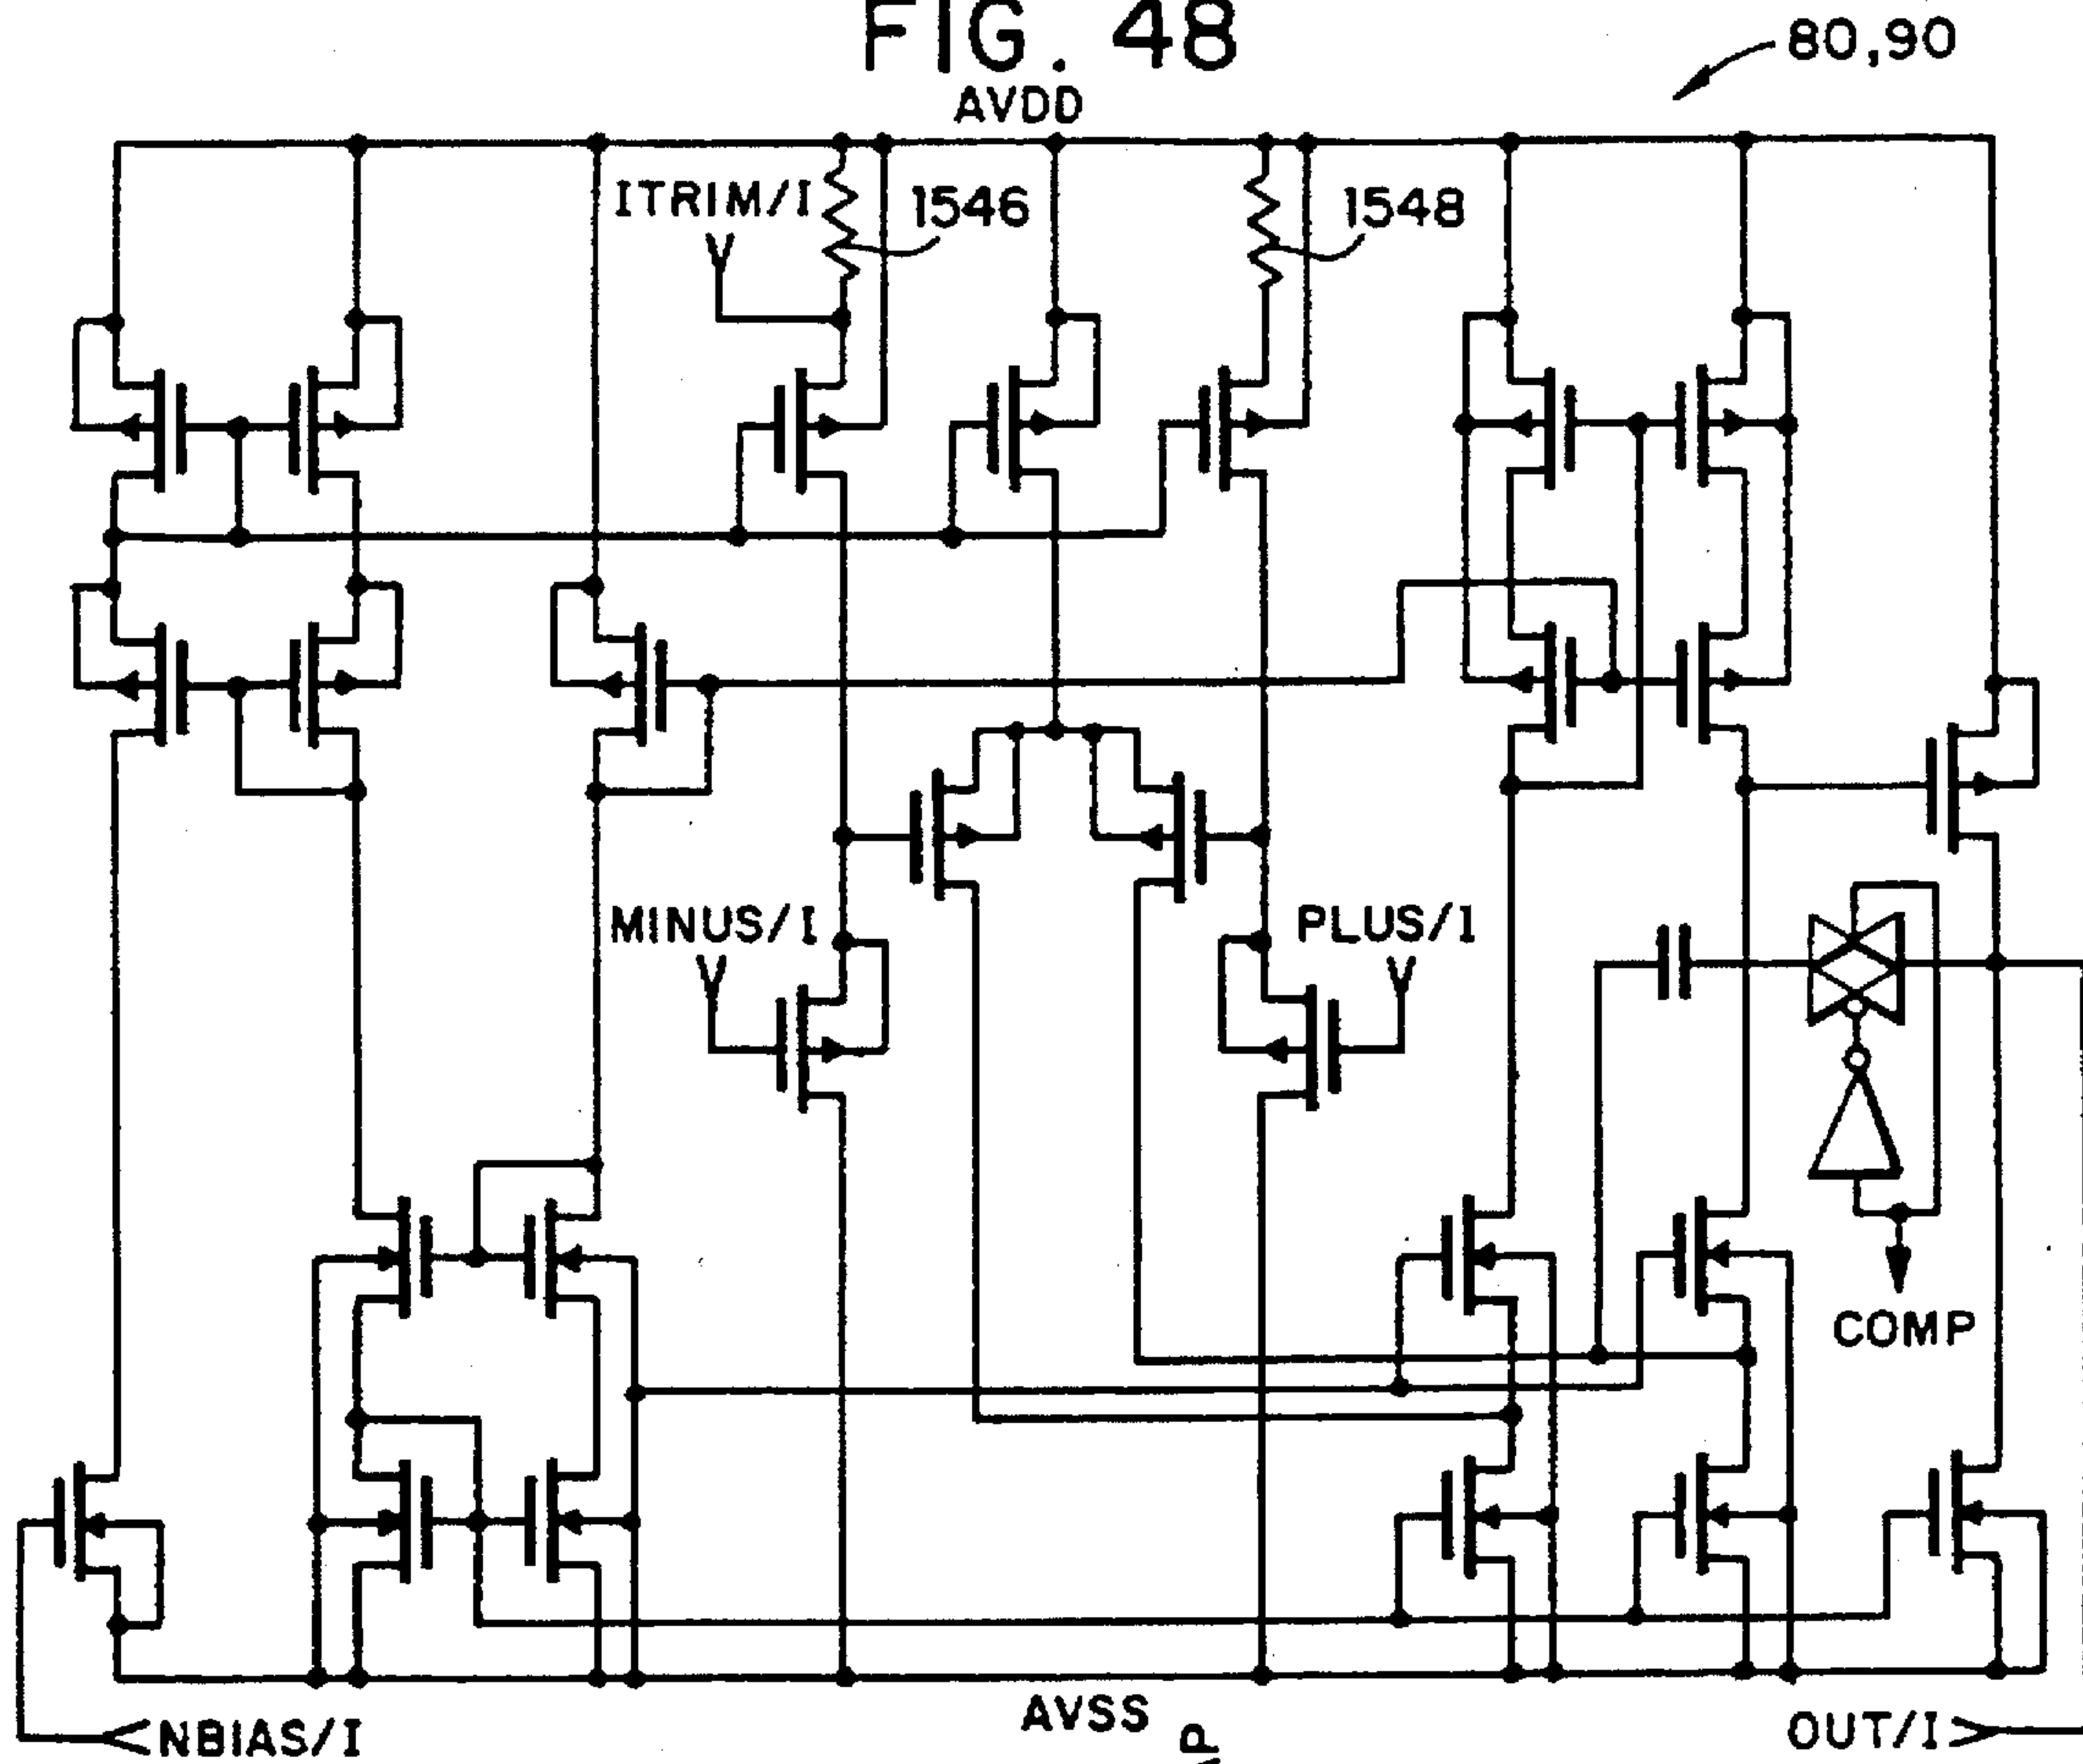 FIG. 48
80,90
AVDD
ITRIM/I
1546
1548
MINUS/I
PLUS/I
COMP
AVSS
P
NBIAS/I
OUT/I